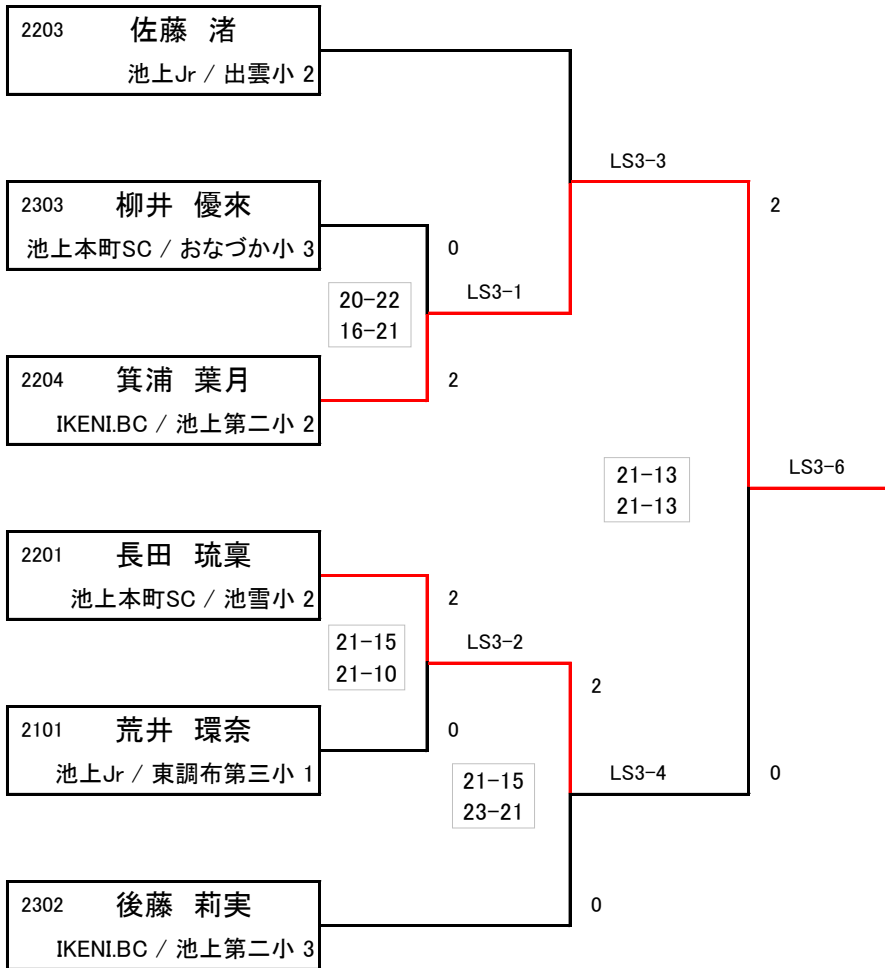 2203 佐藤 渚
池上Jr / 出雲小 2
LS3-3
2303 柳井 優來
2
池上本町SC / おなづか小 3
0
20-22
16-21
LS3-1
2204 箕浦 葉月
2
IKENI.BC / 池上第二小 2
21-13
21-13
LS3-6
2201 長田 琉稟
池上本町SC / 池雪小 2
2
21-15
21-10
LS3-2
2
2101 荒井 環奈
0
池上Jr / 東調布第三小 1
21-15
23-21
LS3-4
0
2302 後藤 莉実
0
IKENI.BC / 池上第二小 3